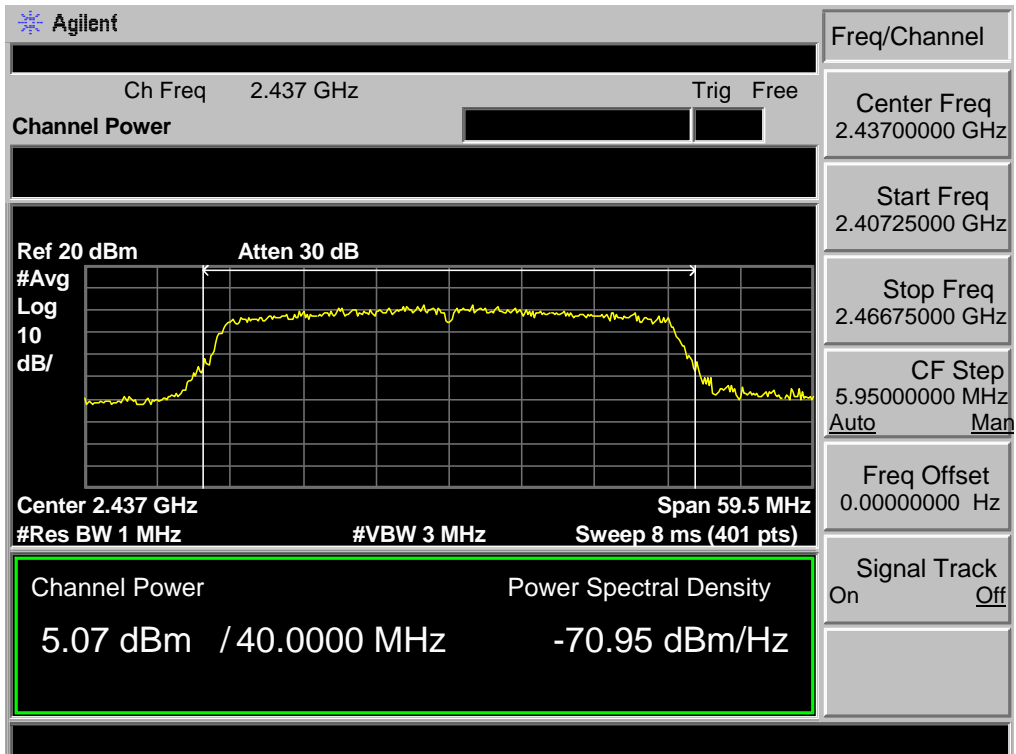 Agilent
Freq/Channel
Ch Freq 2.437 GHz Trig Free
Channel Power
Center Freq
2.43700000 GHz
Start Freq
2.40725000 GHz
Stop Freq
2.46675000 GHz
CF Step
5.95000000 MHz
Auto Man
Freq Offset
0.00000000 Hz
Signal Track
On Off
Ref 20 dBm Atten 30 dB
#Avg
Log
10
dB/
Center 2.437 GHz Span 59.5 MHz
#Res BW 1 MHz #VBW 3 MHz Sweep 8 ms (401 pts)
Channel Power Power Spectral Density
5.07 dBm / 40.0000 MHz -70.95 dBm/Hz